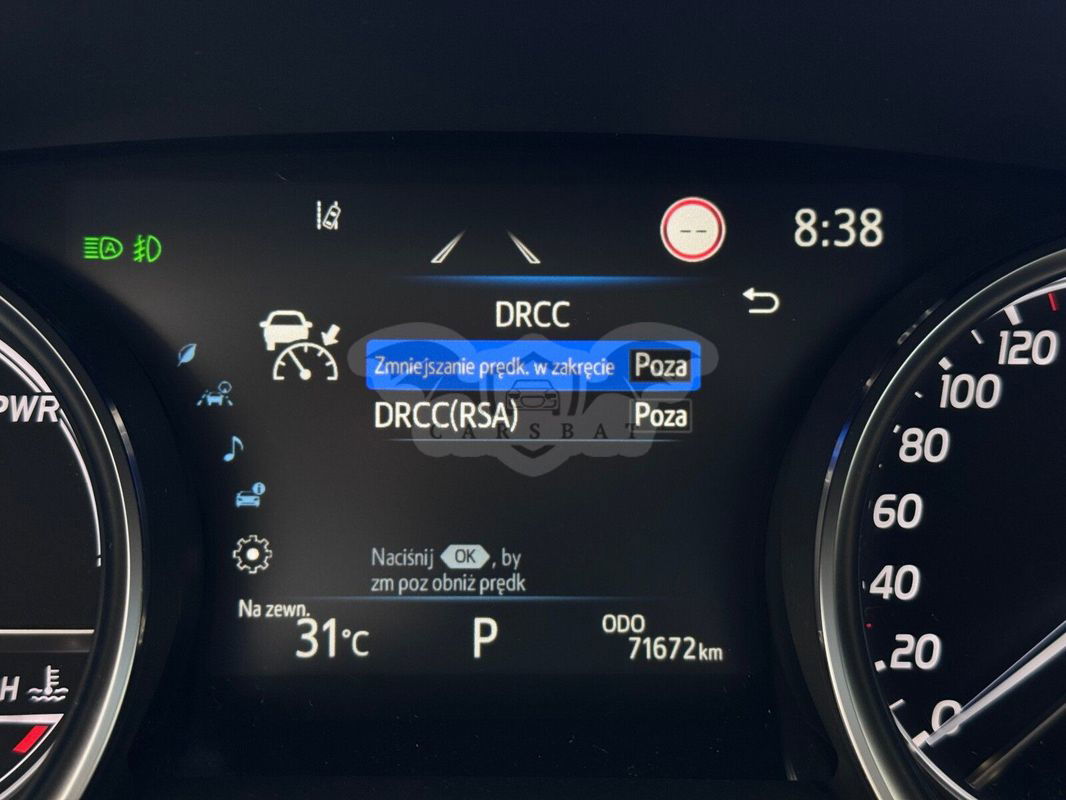 8:38
--
A
DRCC
Zmniejszanie prędk. w zakręcie Poza
DRCC(RSA) Poza
CARSBAT
Naciśnij OK, by
zm poz obniż prędk
Na zewn.
31°C
P
ODO
71672 km
PWR
H
120
100
80
60
40
20
0